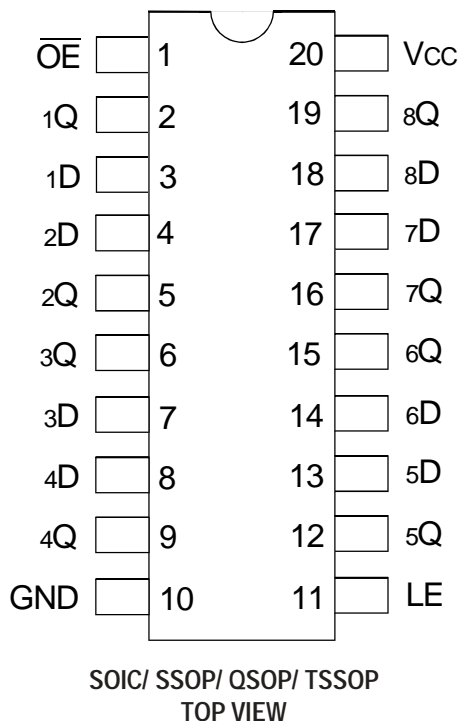 O̅E̅ 1 20 VCC
1Q 2 19 8Q
1D 3 18 8D
2D 4 17 7D
2Q 5 16 7Q
3Q 6 15 6Q
3D 7 14 6D
4D 8 13 5D
4Q 9 12 5Q
GND 10 11 LE
SOIC/ SSOP/ QSOP/ TSSOP
TOP VIEW